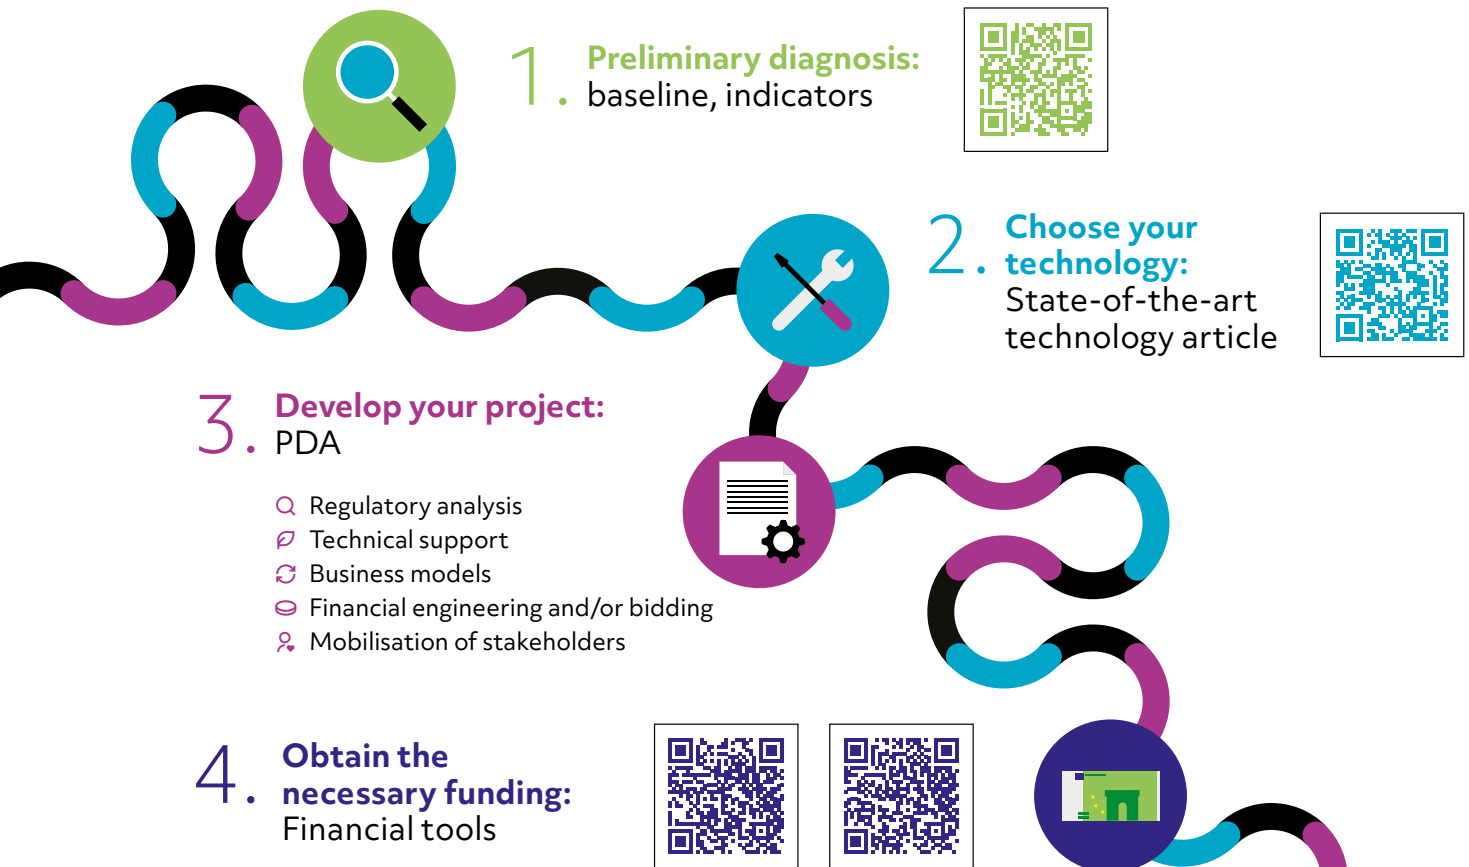 1. Preliminary diagnosis:
baseline, indicators
2. Choose your
technology:
State-of-the-art
technology article
3. Develop your project:
PDA
Regulatory analysis
Technical support
Business models
Financial engineering and/or bidding
Mobilisation of stakeholders
4. Obtain the
necessary funding:
Financial tools